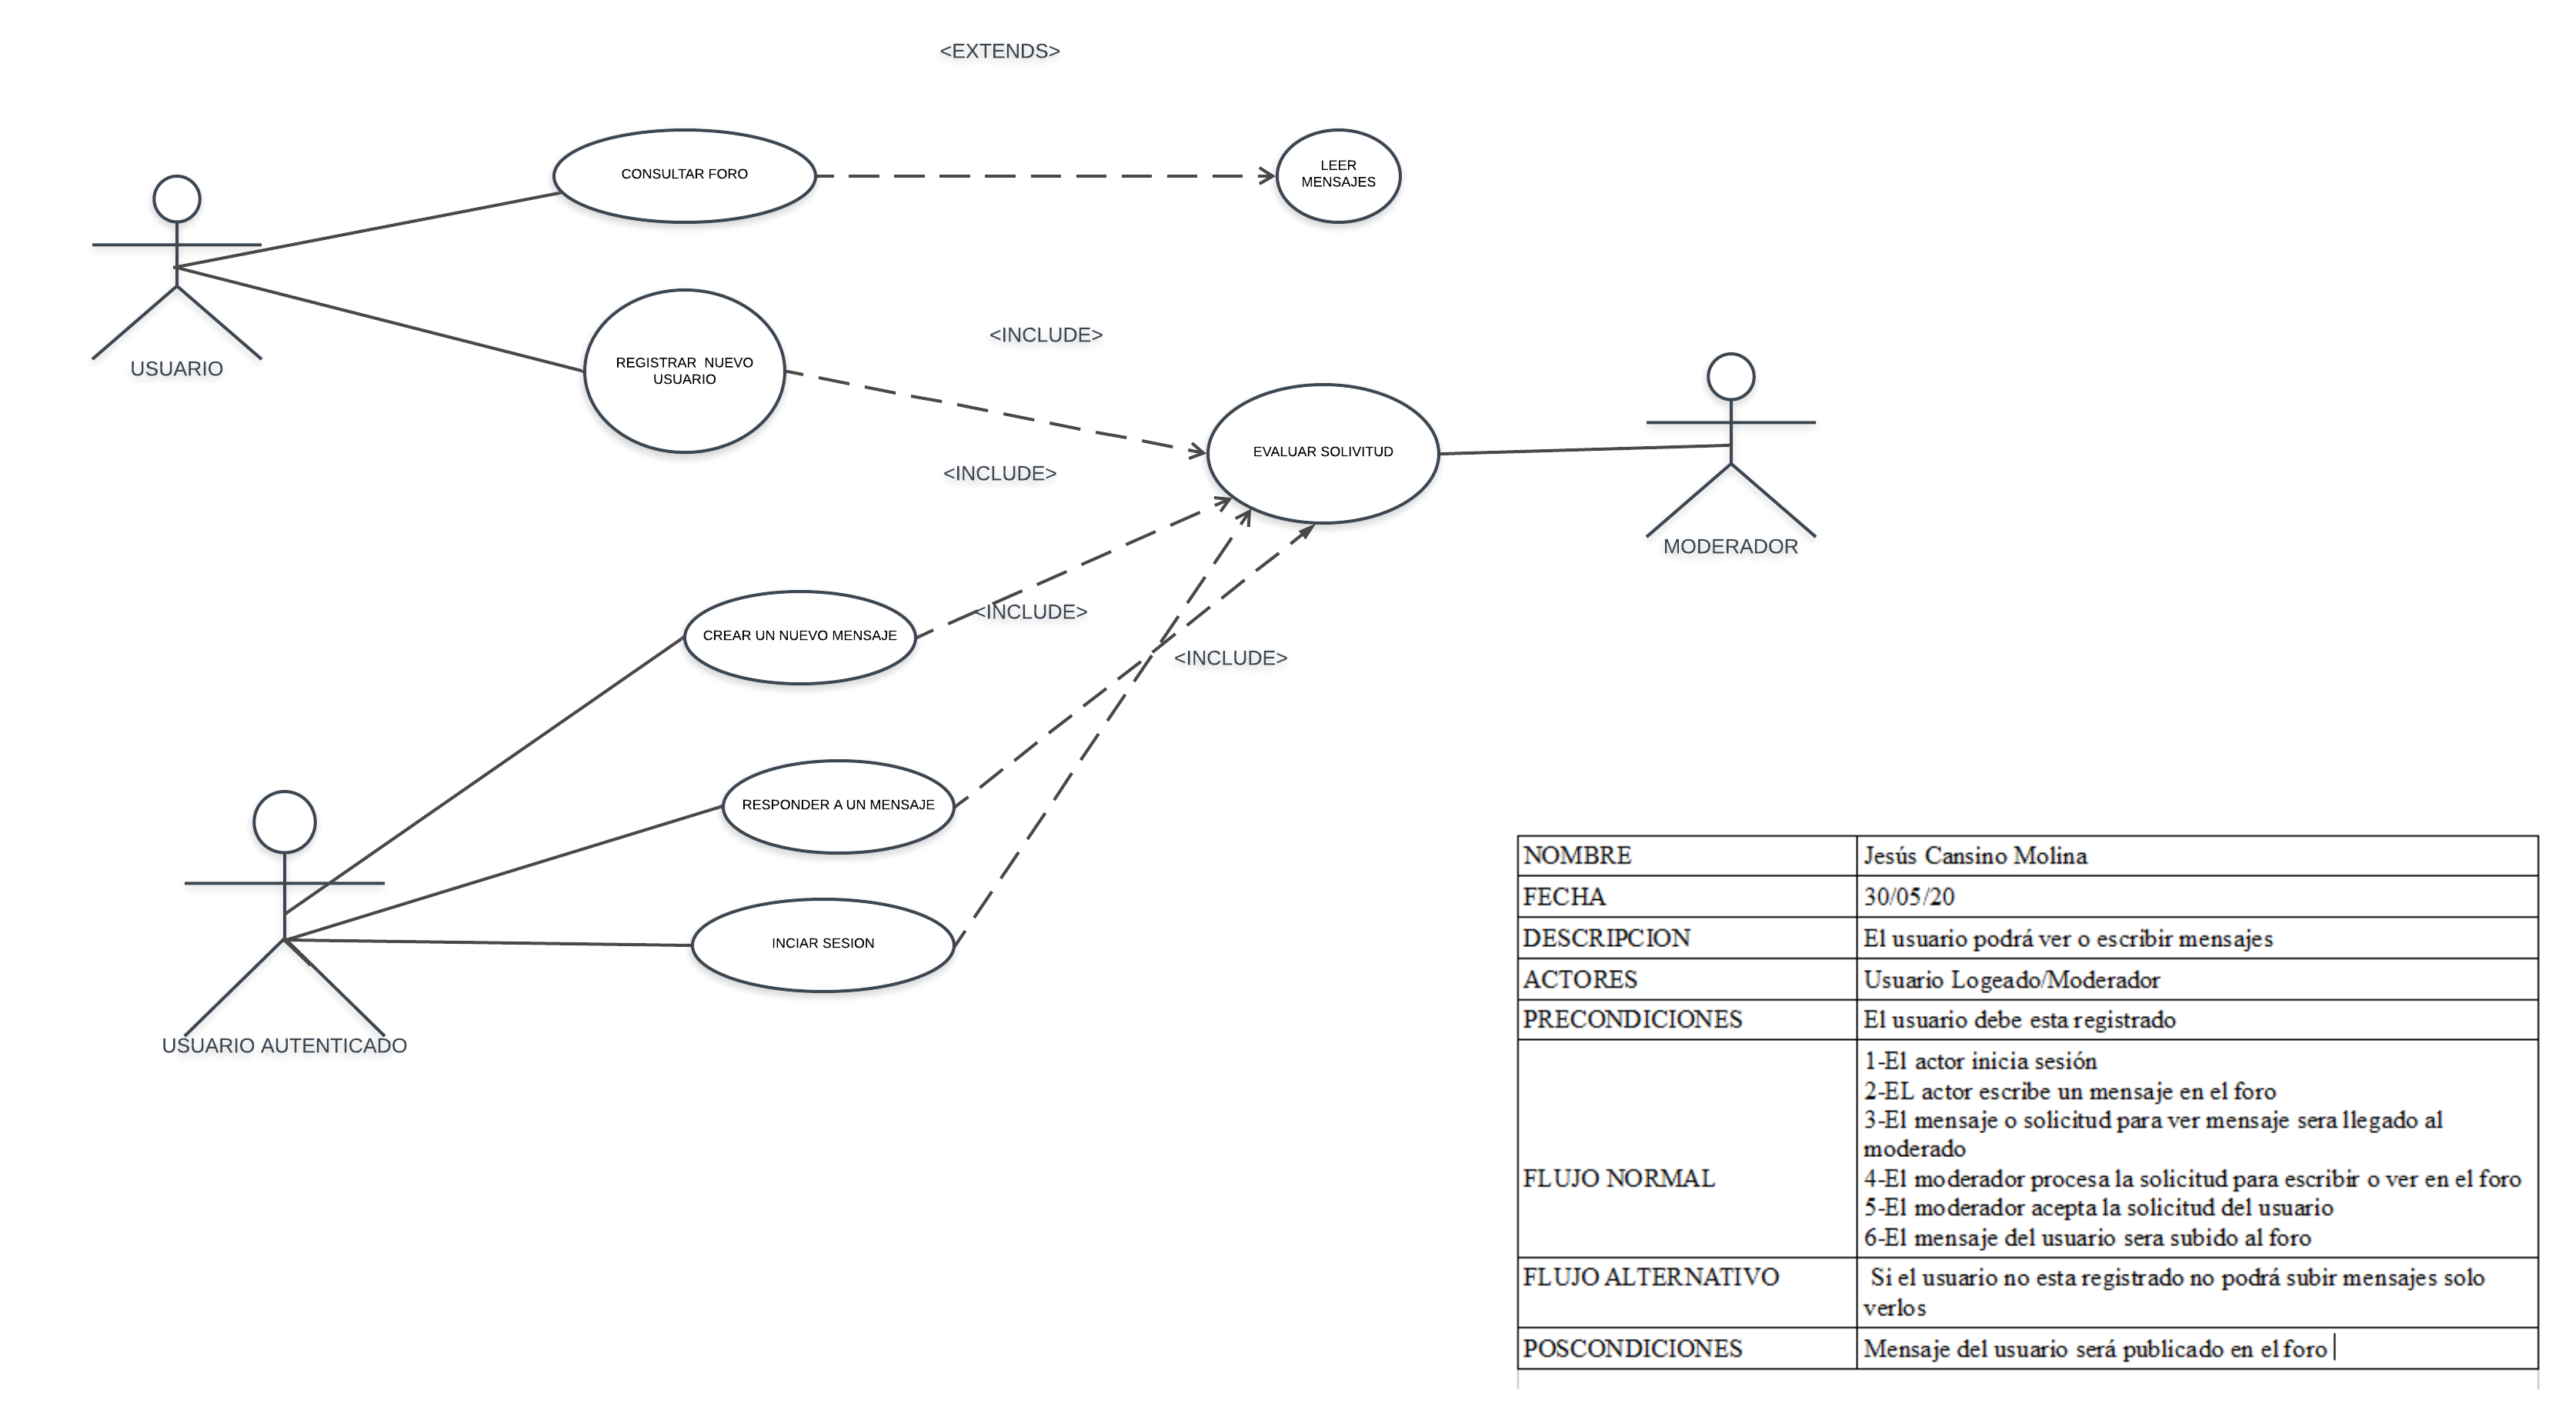 <EXTENDS>
CONSULTAR FORO
LEER
MENSAJES
USUARIO
REGISTRAR NUEVO
USUARIO
<INCLUDE>
EVALUAR SOLIVITUD
MODERADOR
<INCLUDE>
CREAR UN NUEVO MENSAJE
<INCLUDE>
<INCLUDE>
RESPONDER A UN MENSAJE
INCIAR SESION
USUARIO AUTENTICADO
NOMBRE Jesús Cansino Molina
FECHA 30/05/20
DESCRIPCION El usuario podrá ver o escribir mensajes
ACTORES Usuario Logeado/Moderador
PRECONDICIONES El usuario debe esta registrado
FLUJO NORMAL
1-El actor inicia sesión
2-EL actor escribe un mensaje en el foro
3-El mensaje o solicitud para ver mensaje sera llegado al
moderado
4-El moderador procesa la solicitud para escribir o ver en el foro
5-El moderador acepta la solicitud del usuario
6-El mensaje del usuario sera subido al foro
FLUJO ALTERNATIVO Si el usuario no esta registrado no podrá subir mensajes solo
verlos
POSCONDICIONES Mensaje del usuario será publicado en el foro